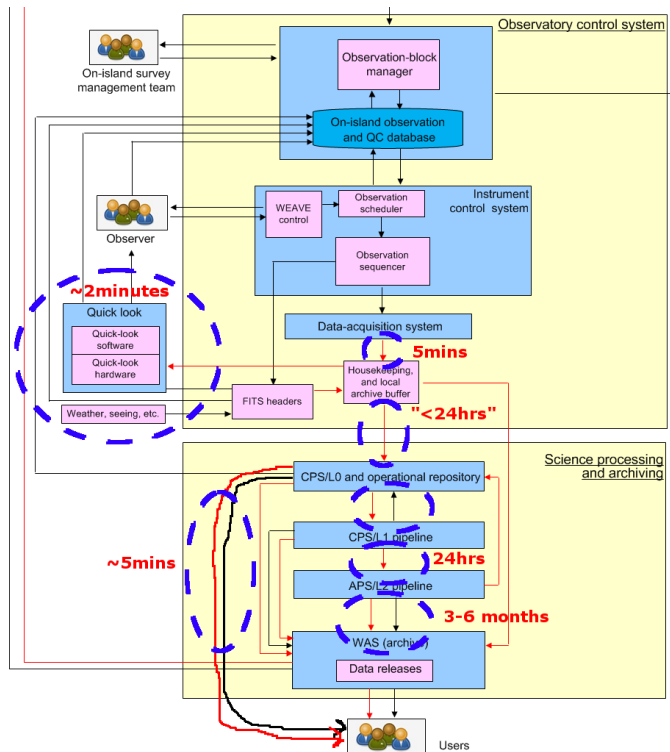 Observatory control system
On-island survey
management team
Observation-block
manager
On-island observation
and QC database
Observer
WEAVE
control
Observation
scheduler
Instrument
control system
Observation
sequencer
~2minutes
Quick look
Quick-look
software
Quick-look
hardware
Data-acquisition system
5mins
Housekeeping,
and local
archive buffer
Weather, seeing, etc.
FITS headers
"<24hrs"
Science processing
and archiving
CPS/L0 and operational repository
CPS/L1 pipeline
~5mins
24hrs
APS/L2 pipeline
3-6 months
WAS (archive)
Data releases
Users